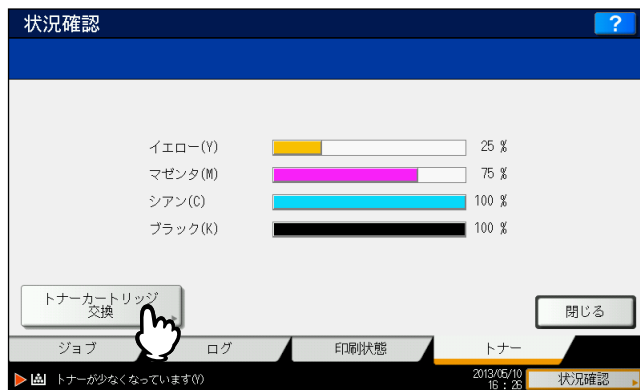 状況確認
?
イエロー(Y) 25 %
マゼンタ(M) 75 %
シアン(C) 100 %
ブラック(K) 100 %
トナーカートリッジ
交換
閉じる
ジョブ ログ 印刷状態 トナー
トナーが少なくなっています(Y)
2013/05/10
16 : 26
状況確認